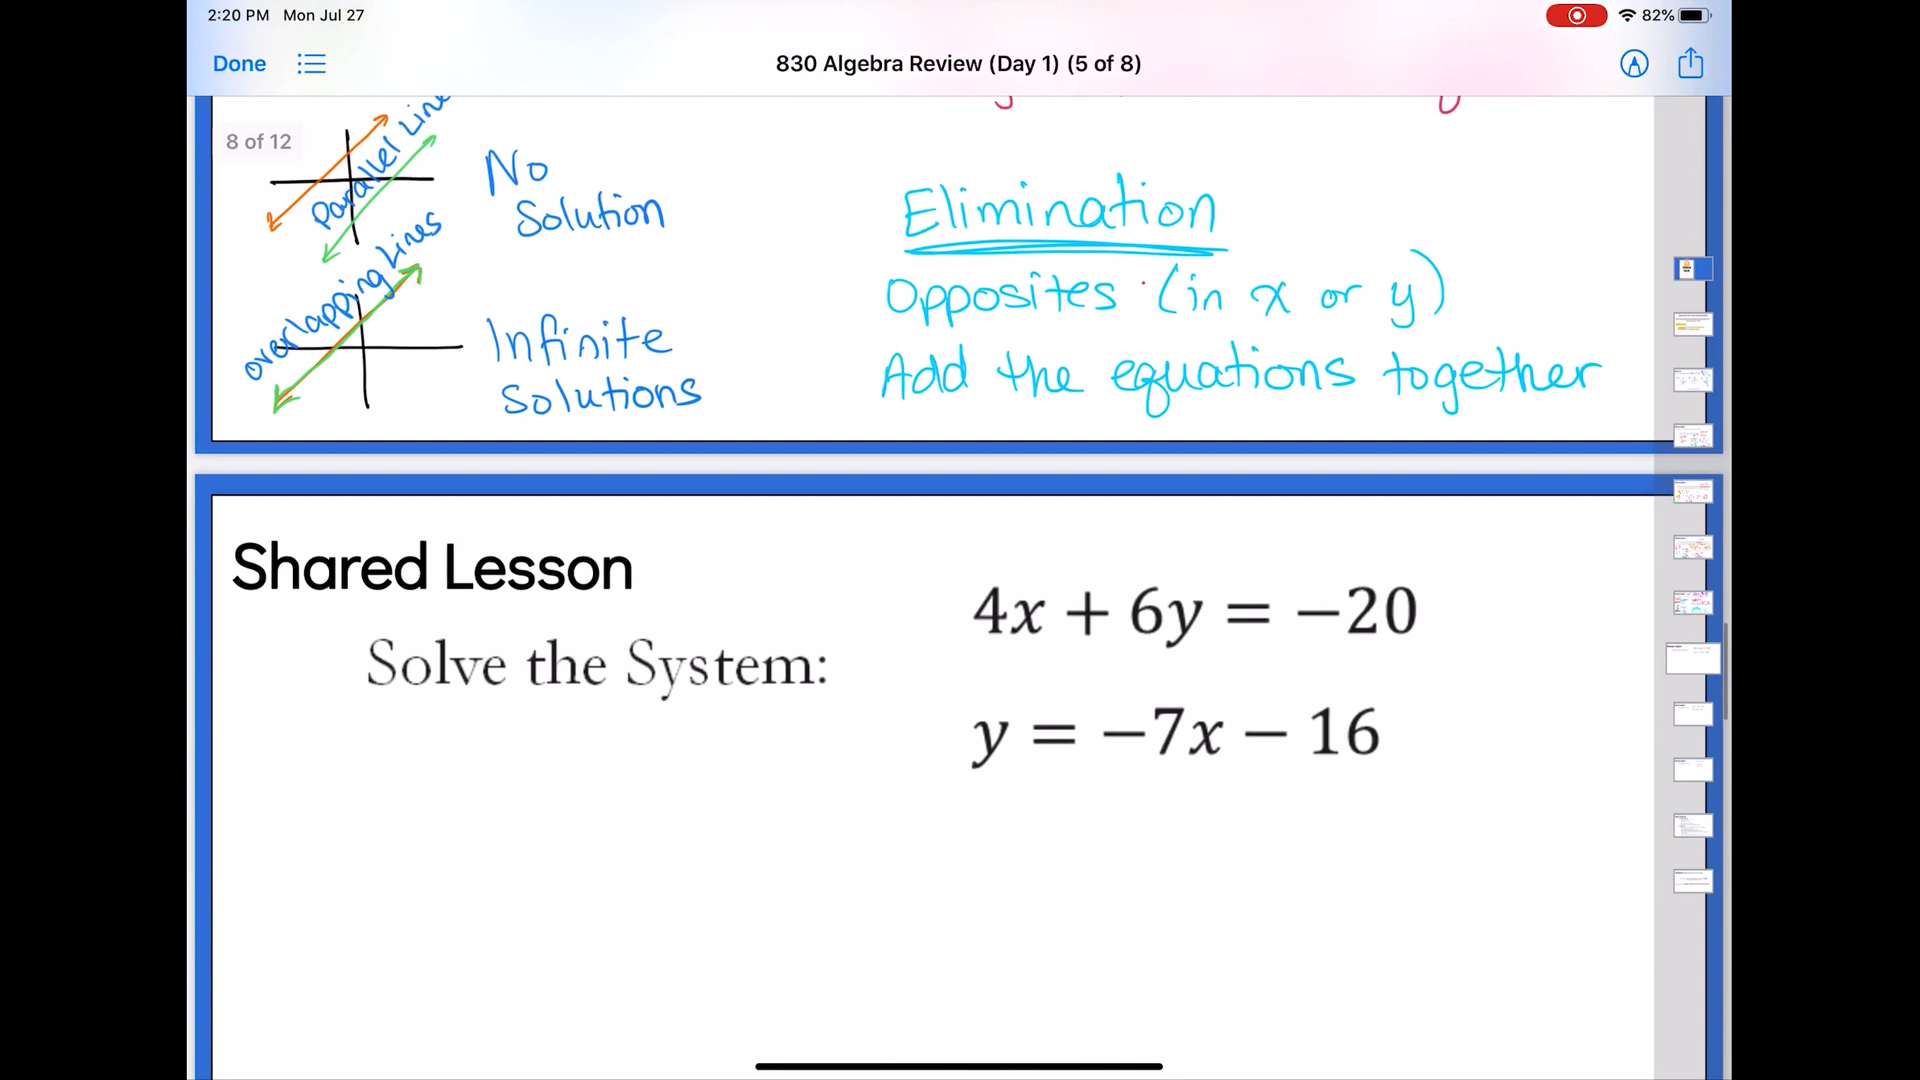 2:20 PM Mon Jul 27
82%
Done
830 Algebra Review (Day 1) (5 of 8)
8 of 12
Parallel Line
No
Solution
overlapping Lines
Infinite
Solutions
Elimination
Opposites (in x or y)
Add the equations together
Shared Lesson
Solve the System:
4x + 6y = −20
y = −7x − 16